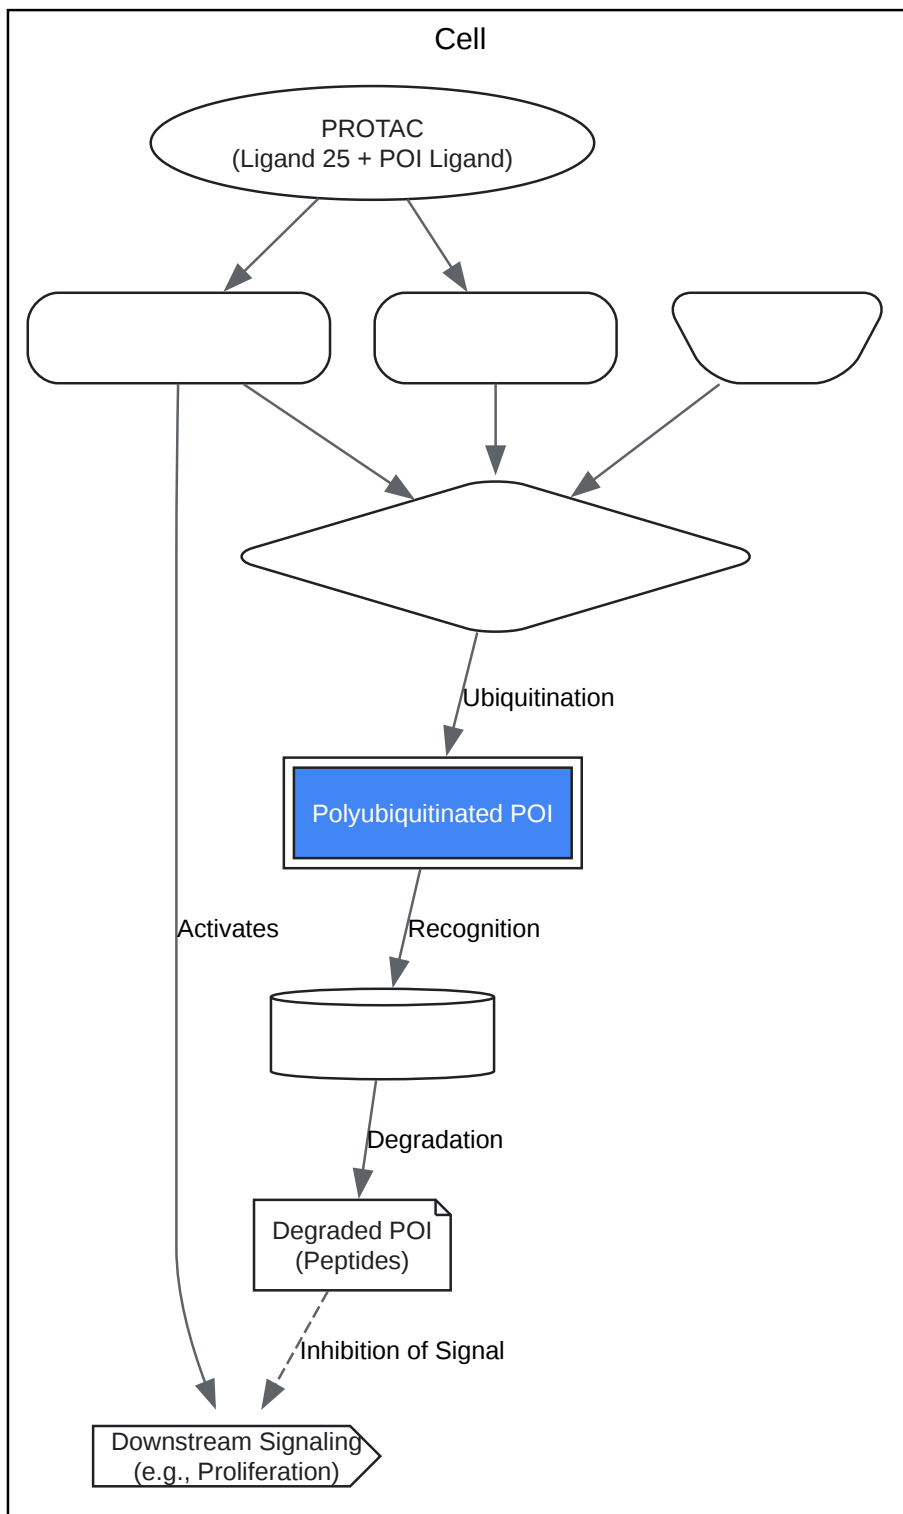 Cell
PROTAC
(Ligand 25 + POI Ligand)
Ubiquitination
Polyubiquitinated POI
Activates
Recognition
Degradation
Degraded POI
(Peptides)
Inhibition of Signal
Downstream Signaling
(e.g., Proliferation)